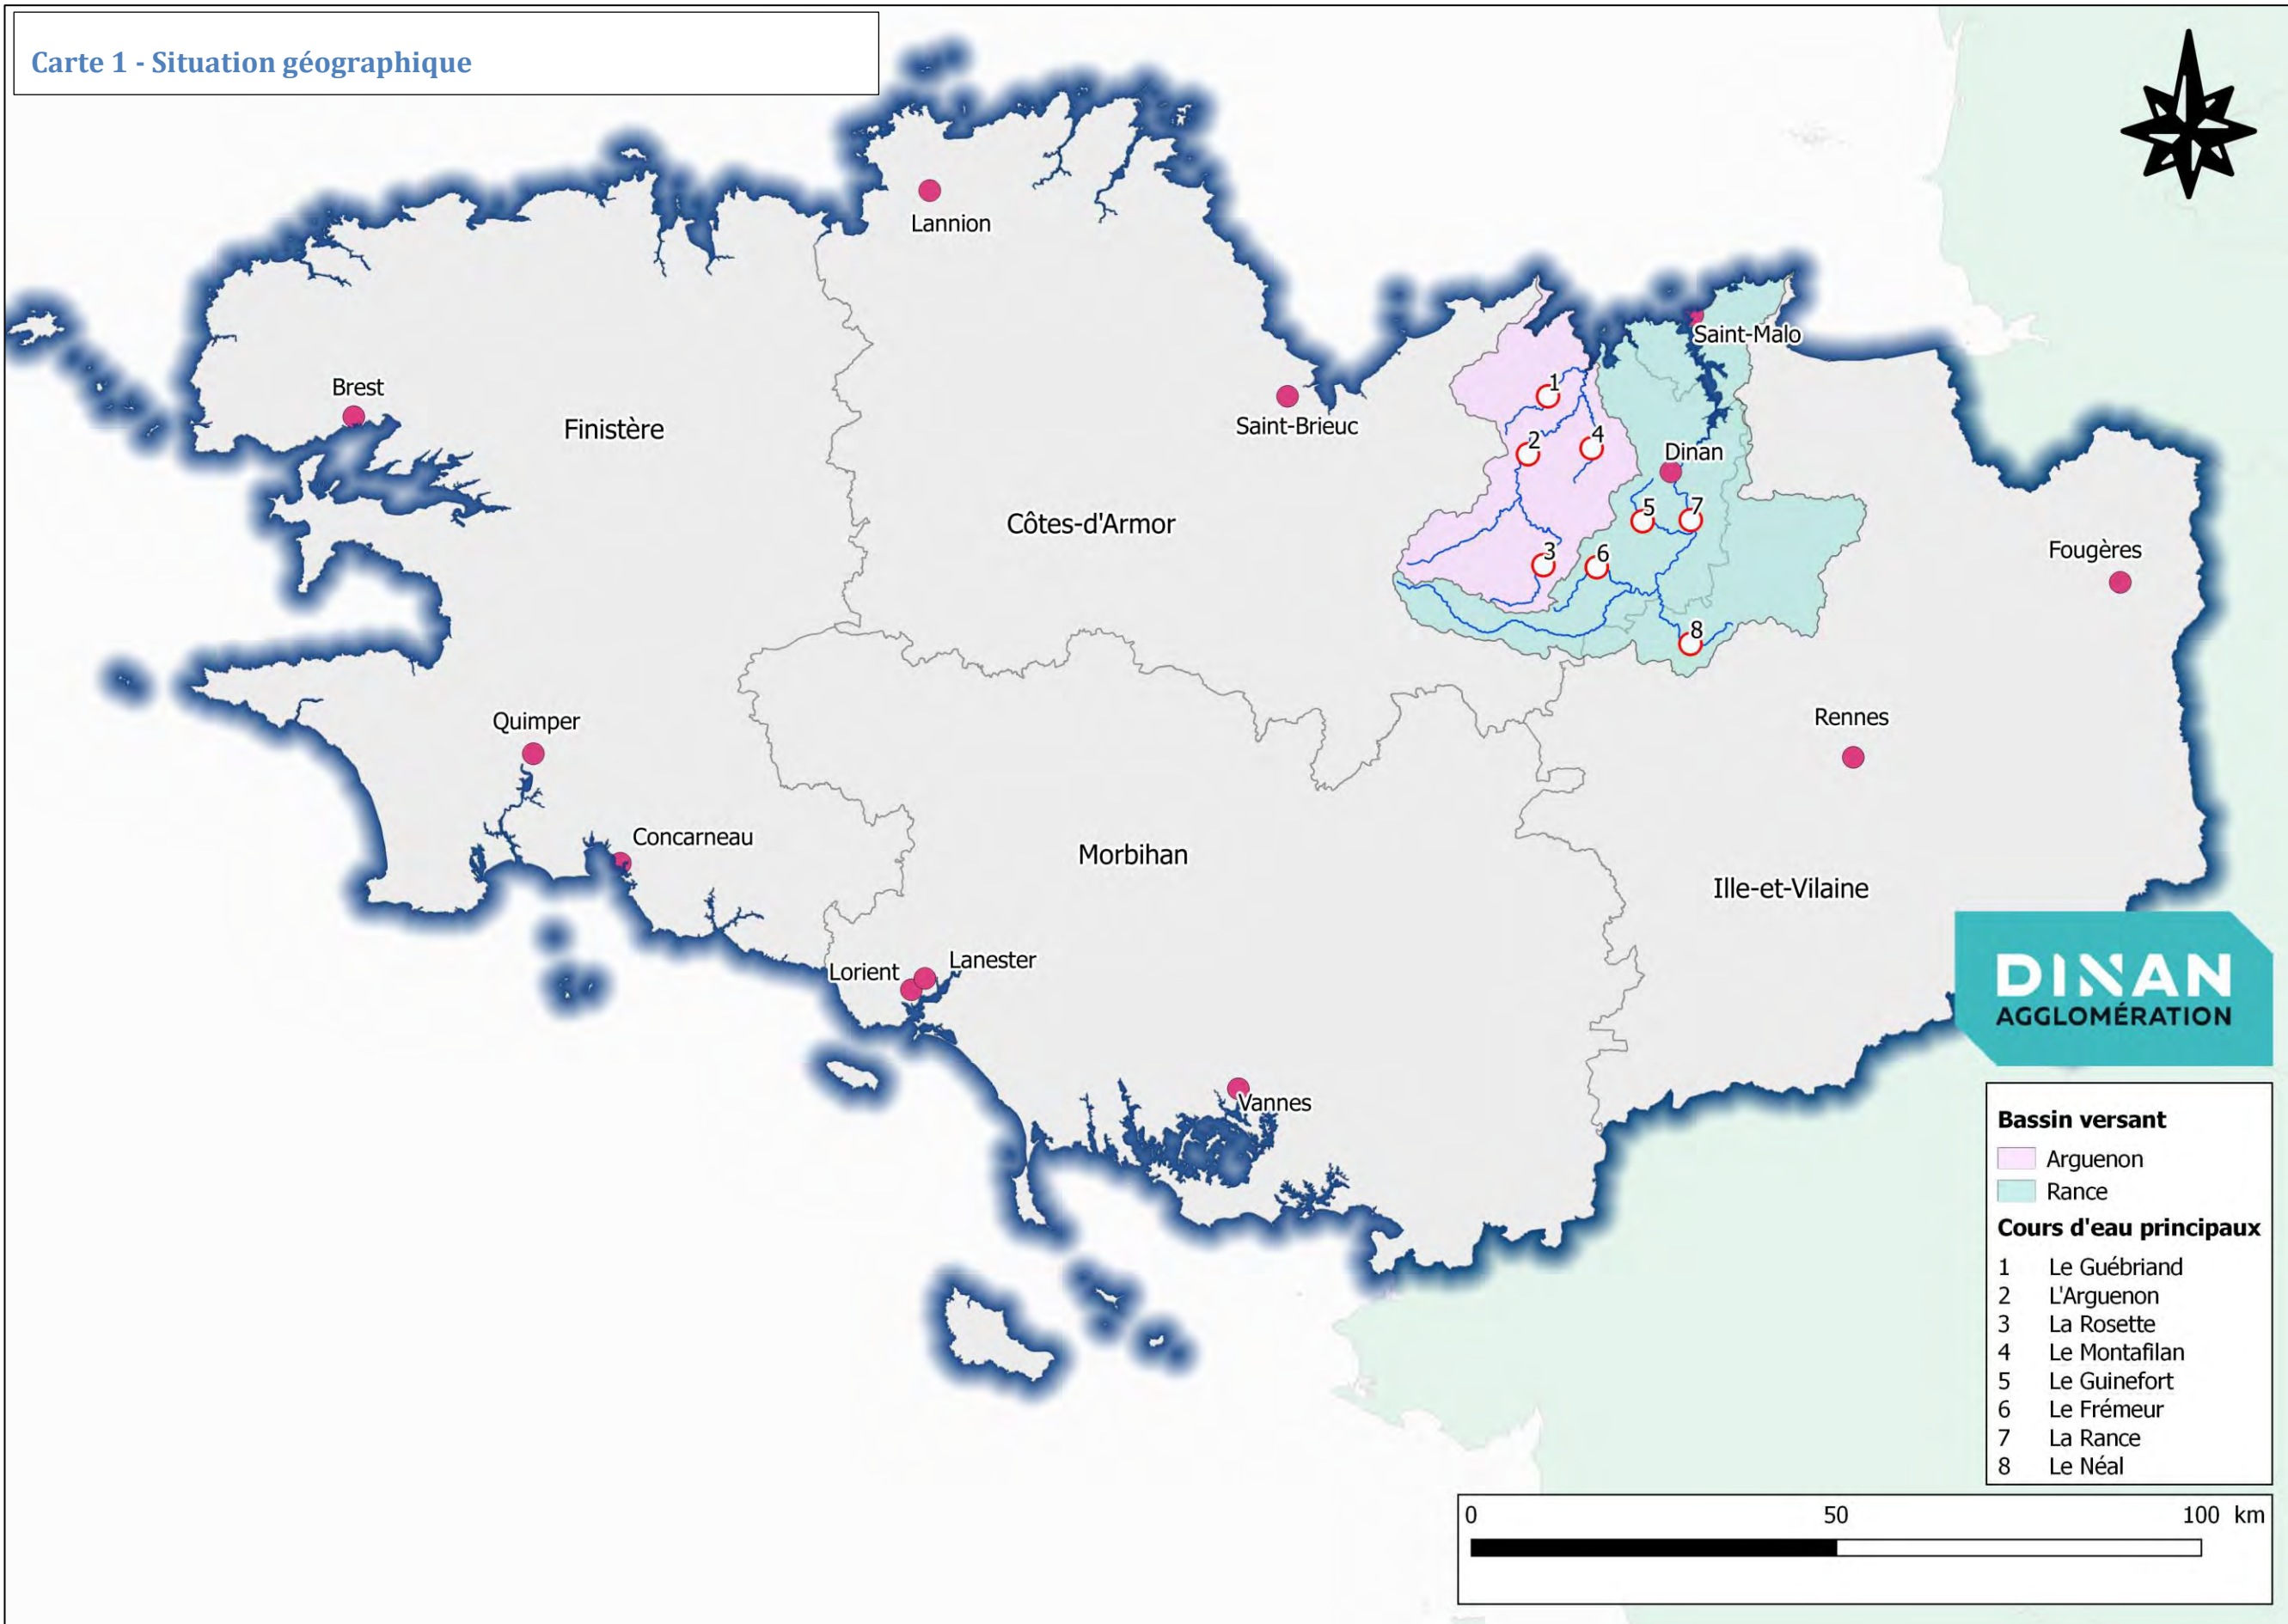 Carte 1 - Situation géographique
Lannion
Saint-Malo
Brest
Finistère
Saint-Brieuc
1
2
4
Dinan
Côtes-d'Armor
5
7
3
6
Fougères
8
Quimper
Rennes
Concarneau
Morbihan
Ille-et-Vilaine
Lorient
Lanester
Vannes
DINAN
AGGLOMÉRATION
Bassin versant
Arguenon
Rance
Cours d'eau principaux
1 Le Guébriand
2 L'Arguenon
3 La Rosette
4 Le Montafilan
5 Le Guinefort
6 Le Frémeur
7 La Rance
8 Le Néal
0 50 100 km